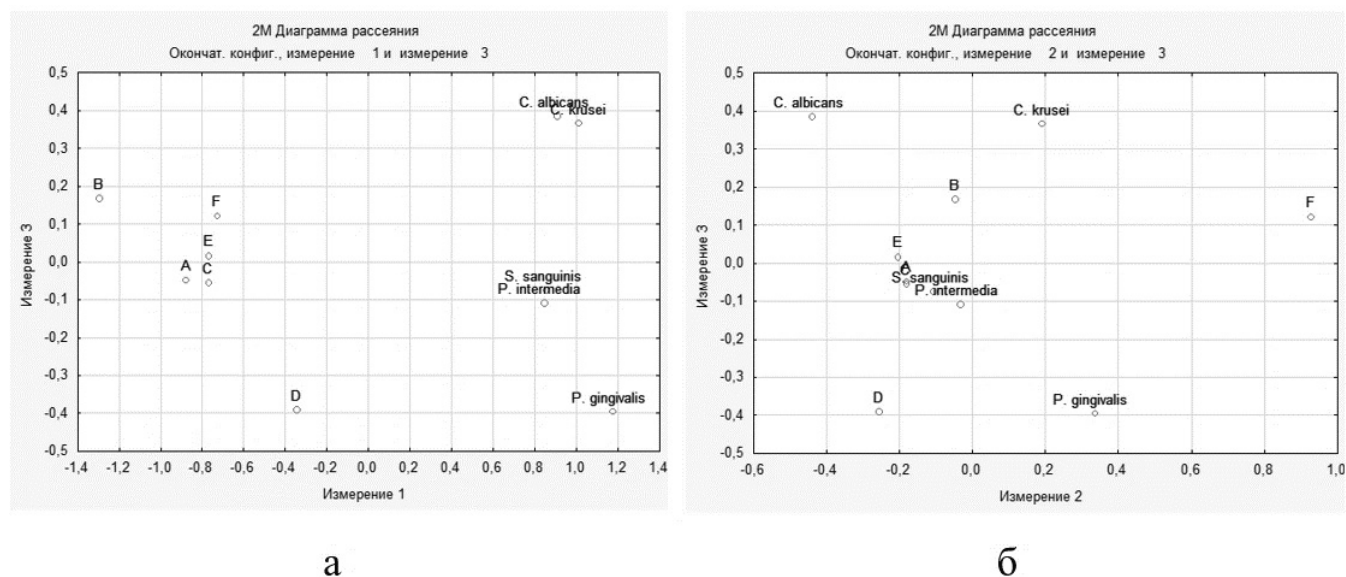 2М Диаграмма рассеяния
Окончат. конфиг., измерение 1 и измерение 3
0,5
0,4
0,3
0,2
0,1
0,0
-0,1
-0,2
-0,3
-0,4
-0,5
Измерение 3
C. albicans
C. krusei
B
F
E
A
C
S. sanguinis
P. intermedia
D
P. gingivalis
-1,4 -1,2 -1,0 -0,8 -0,6 -0,4 -0,2 0,0 0,2 0,4 0,6 0,8 1,0 1,2 1,4
Измерение 1
а
2М Диаграмма рассеяния
Окончат. конфиг., измерение 2 и измерение 3
0,5
0,4
0,3
0,2
0,1
0,0
-0,1
-0,2
-0,3
-0,4
-0,5
Измерение 3
C. albicans
C. krusei
B
F
E
A
S. sanguinis
P. intermedia
D
P. gingivalis
-0,6 -0,4 -0,2 0,0 0,2 0,4 0,6 0,8 1,0
Измерение 2
б